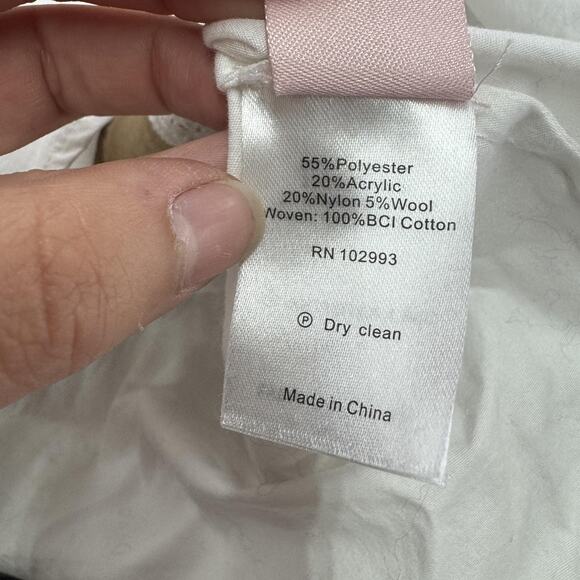 55%Polyester
20%Acrylic
20%Nylon 5%Wool
Woven: 100%BCI Cotton
RN 102993
Ⓟ Dry clean
Made in China